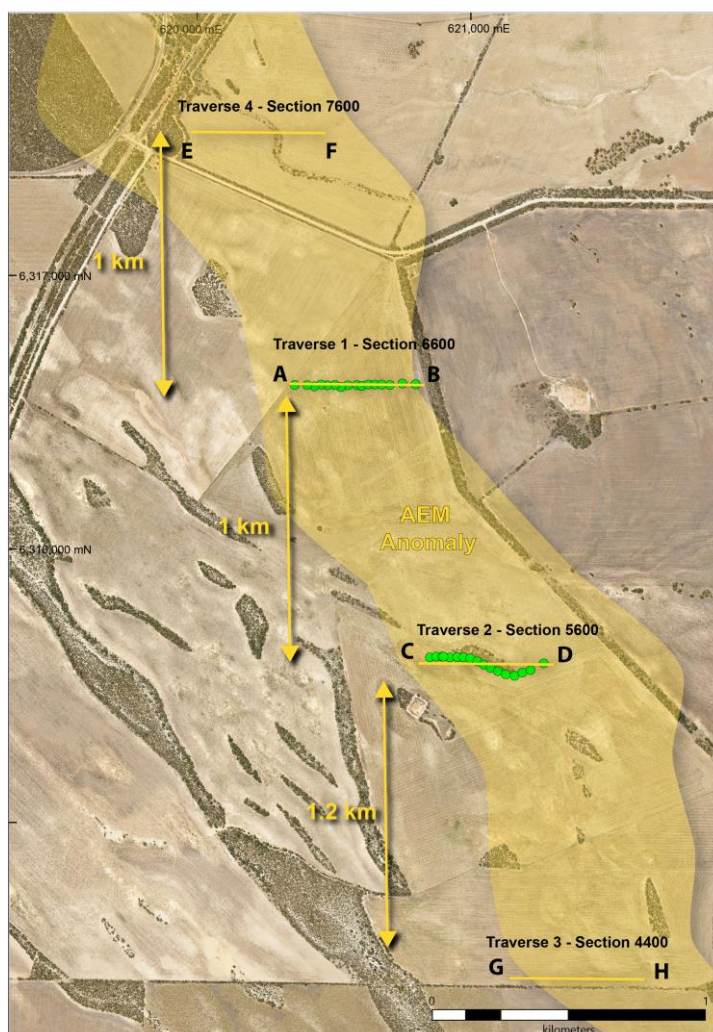 620,000 mE
621,000 mE
Traverse 4 - Section 7600
E
F
1 km
6,317,000 mN
Traverse 1 - Section 6600
A
B
1 km
AEM
Anomaly
6,316,000 mN
Traverse 2 - Section 5600
C
D
1.2 km
Traverse 3 - Section 4400
G
H
0
1
kilometers